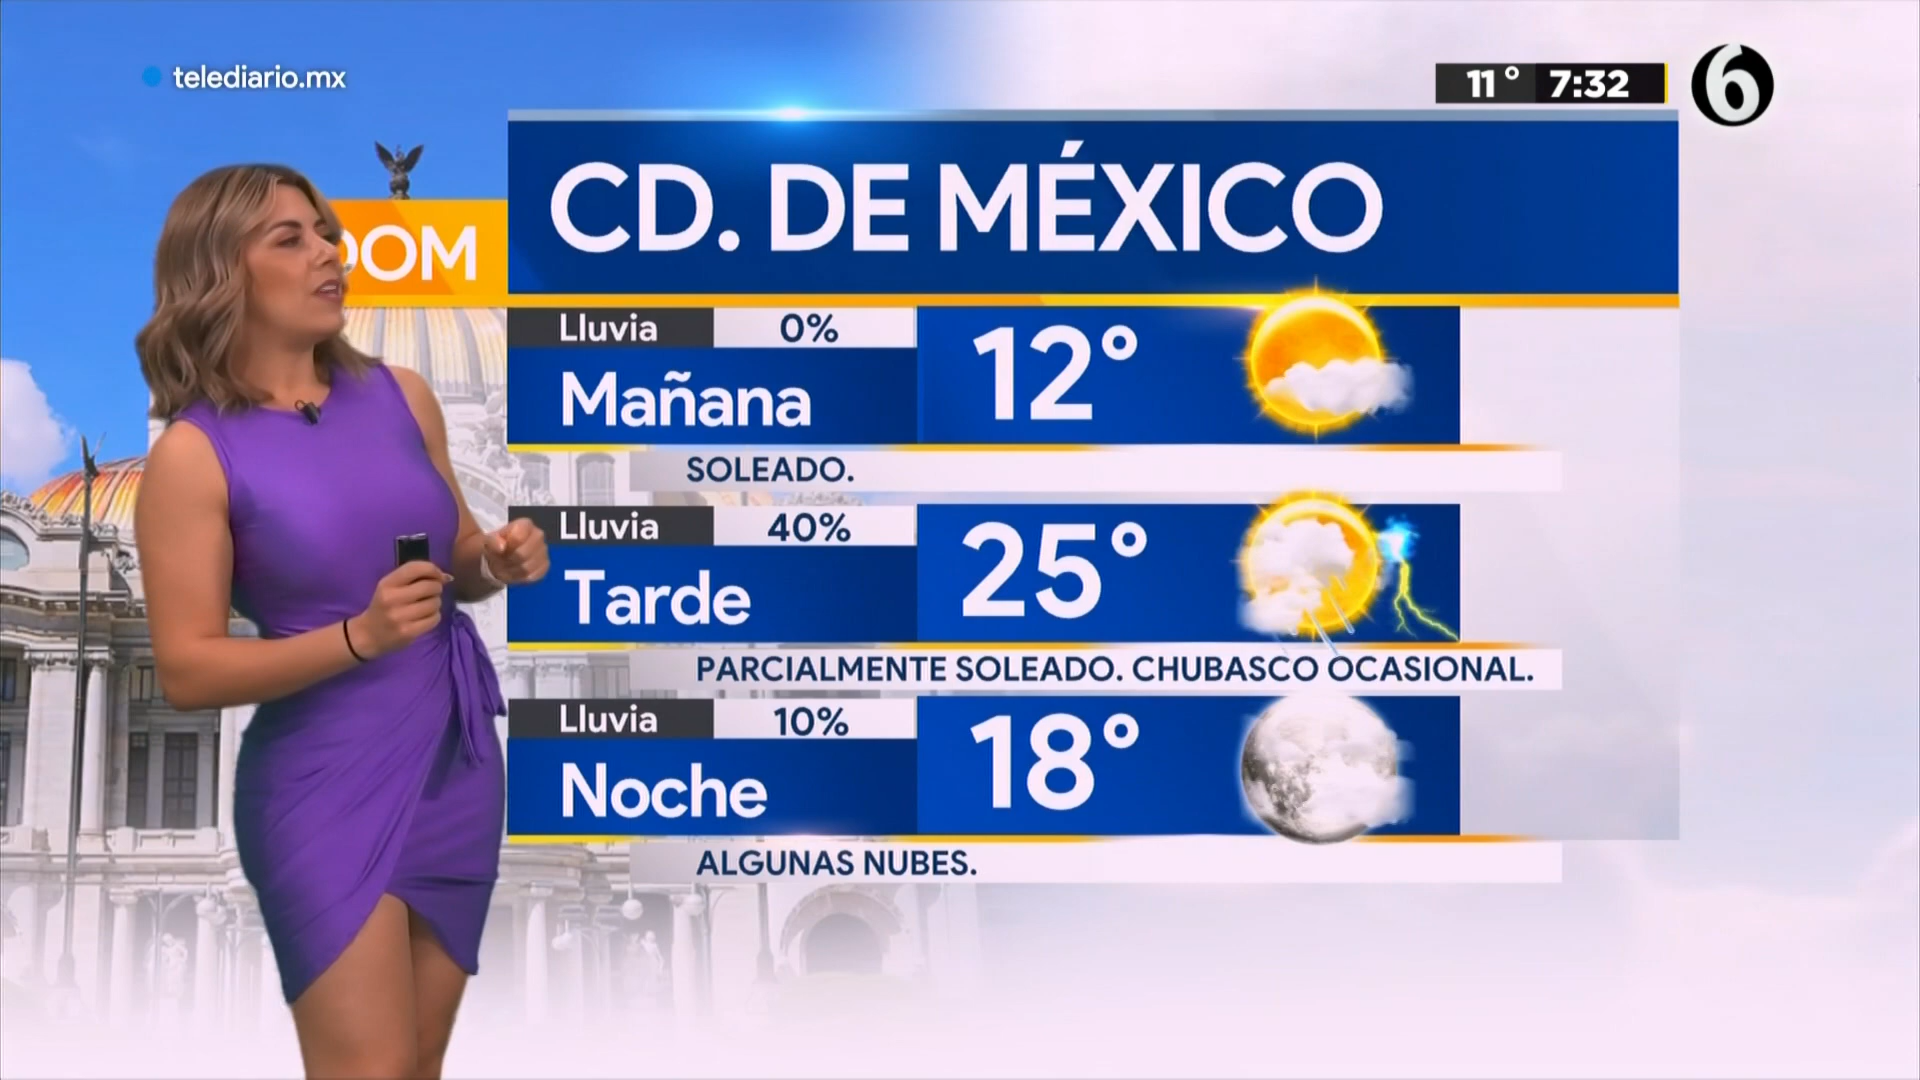 telediario.mx
11° 7:32
6
DOM
CD. DE MÉXICO
Lluvia 0%
Mañana 12°
SOLEADO.
Lluvia 40%
Tarde 25°
PARCIALMENTE SOLEADO. CHUBASCO OCASIONAL.
Lluvia 10%
Noche 18°
ALGUNAS NUBES.